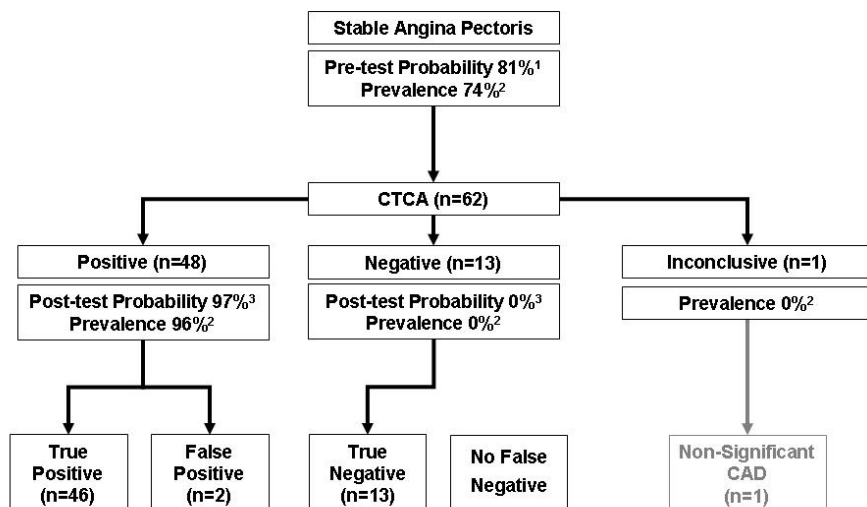 Stable Angina Pectoris
Pre-test Probability 81%¹
Prevalence 74%²
CTCA (n=62)
Positive (n=48)
Negative (n=13)
Inconclusive (n=1)
Post-test Probability 97%³
Prevalence 96%²
Post-test Probability 0%³
Prevalence 0%²
Prevalence 0%²
True
Positive
(n=46)
False
Positive
(n=2)
True
Negative
(n=13)
No False
Negative
Non-Significant
CAD
(n=1)